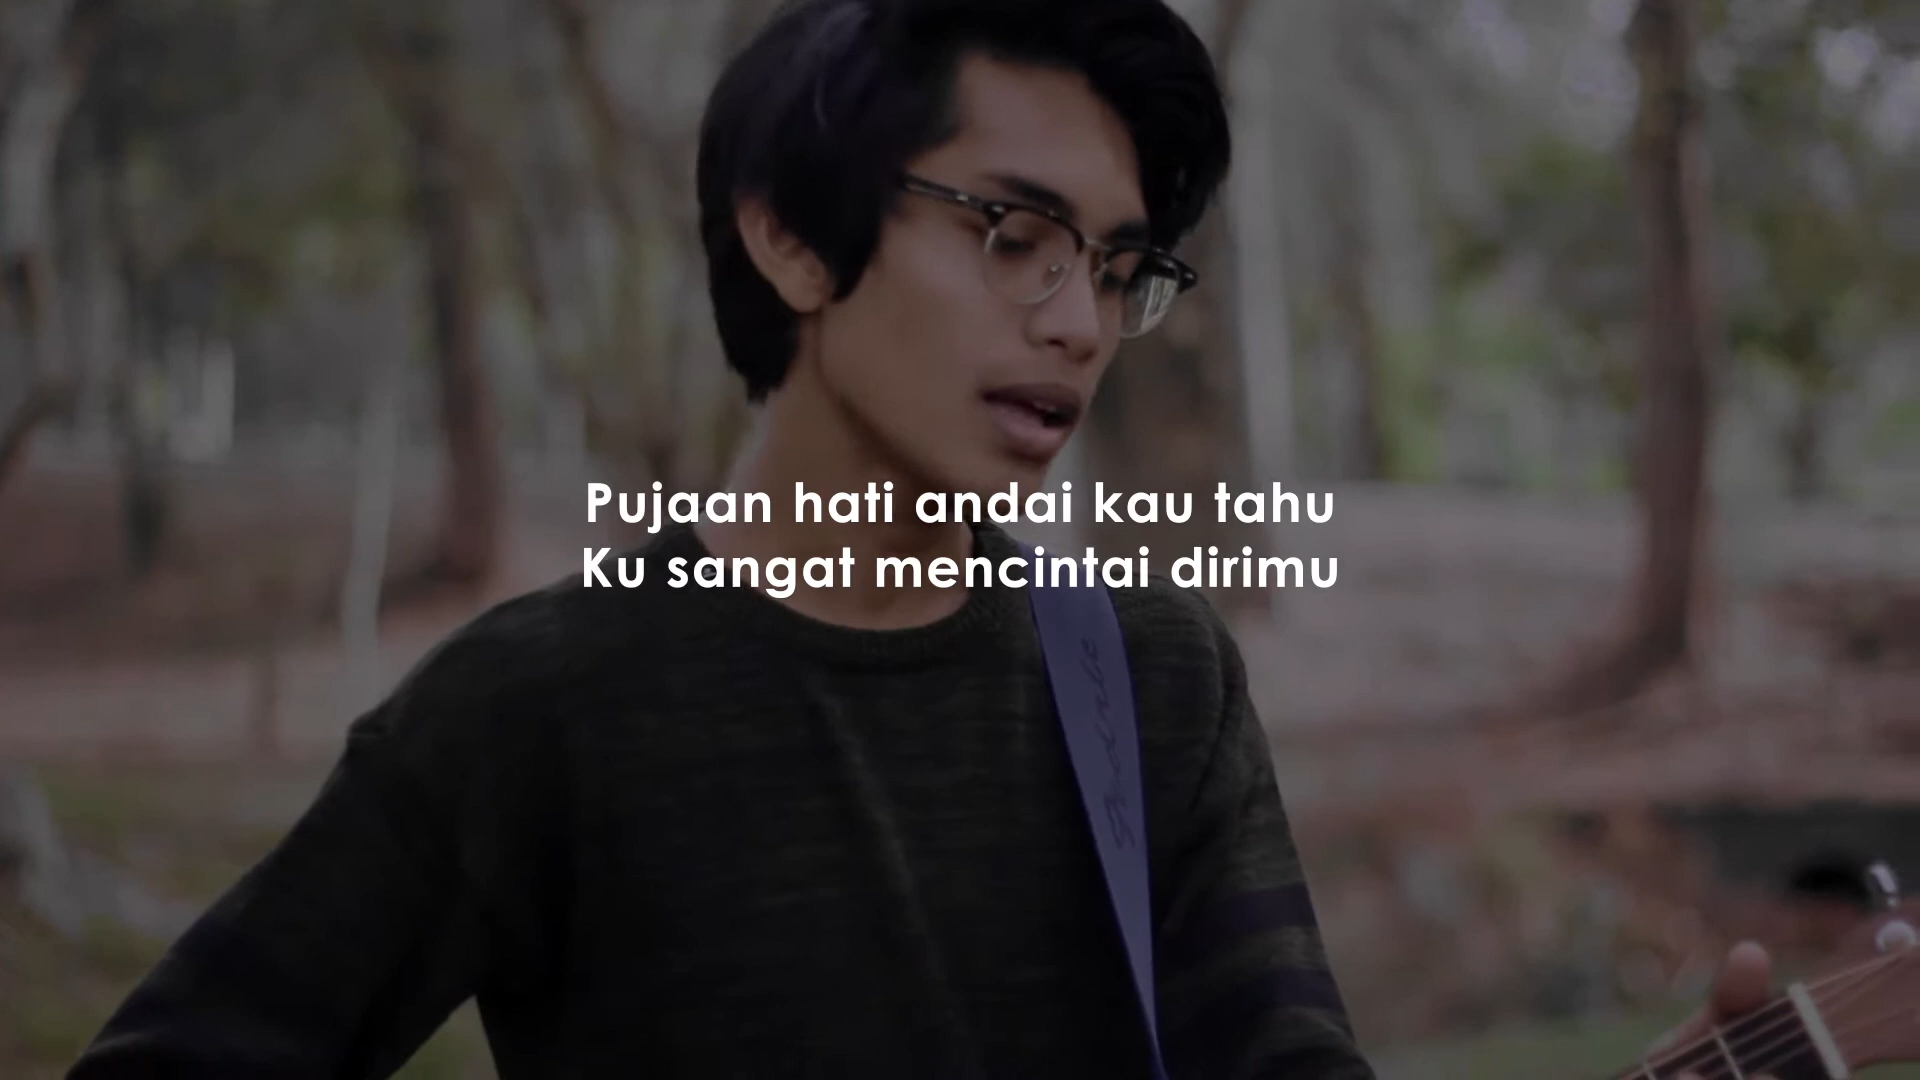 Pujaan hati andai kau tahu
Ku sangat mencintai dirimu